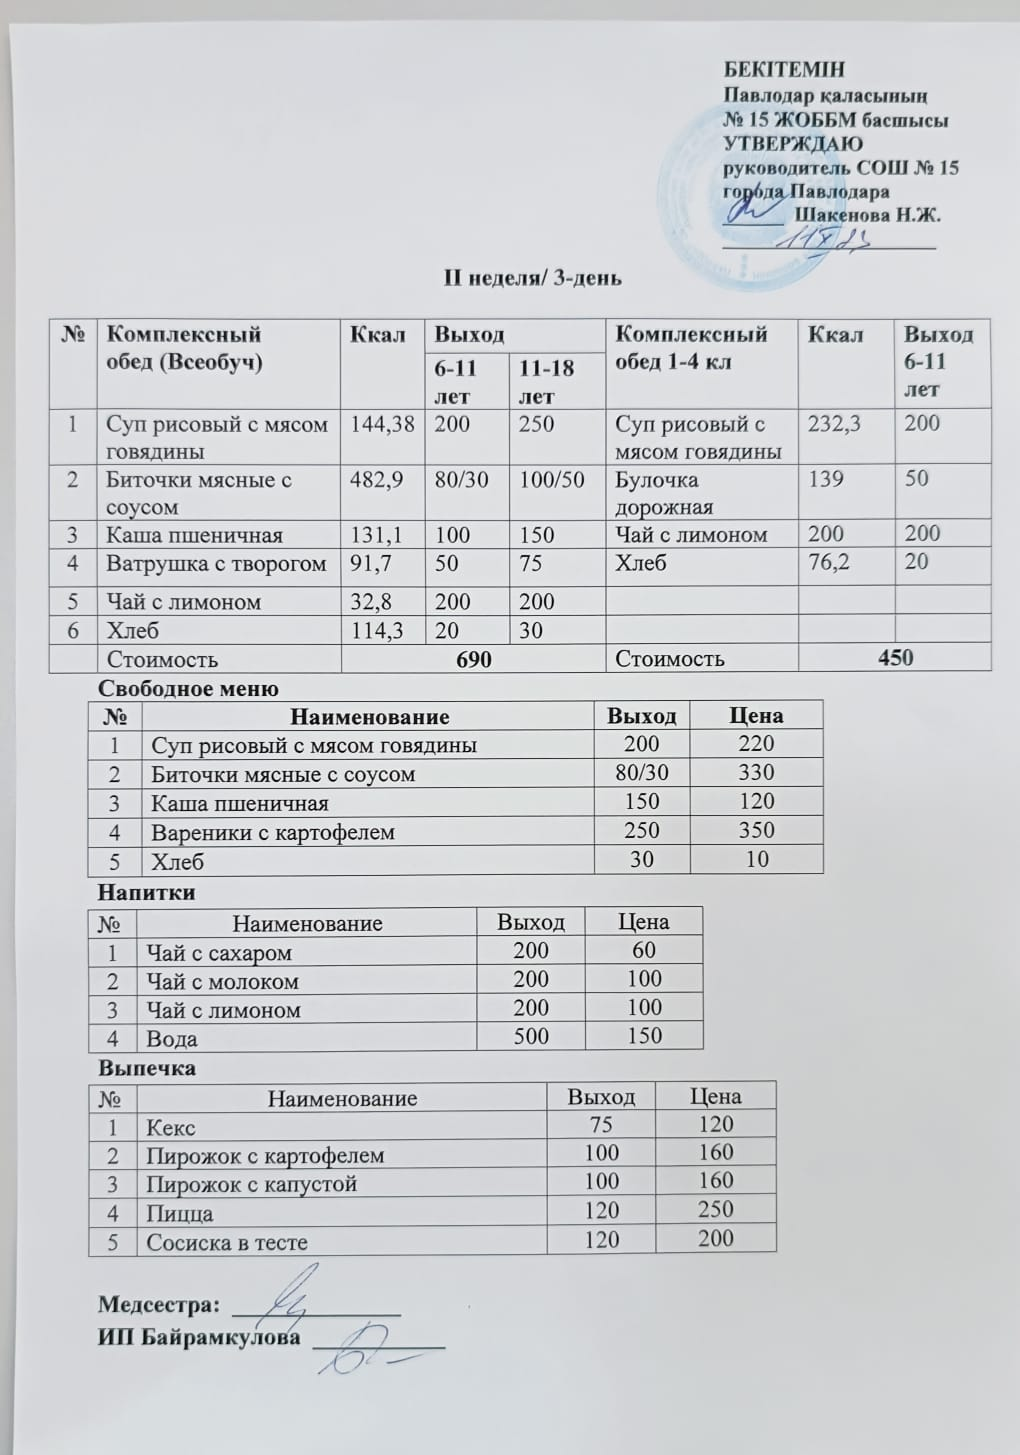 БЕКІТЕМІН
Павлодар қаласының
№ 15 ЖОББМ басшысы
УТВЕРЖДАЮ
руководитель СОШ № 15
города Павлодара
Шакенова Н.Ж.
II неделя/ 3-день
№ Комплексный обед (Всеобуч) Ккал Выход Комплексный обед 1-4 кл Ккал Выход 6-11 лет
6-11 лет 11-18 лет
1 Суп рисовый с мясом говядины 144,38 200 250 Суп рисовый с мясом говядины 232,3 200
2 Биточки мясные с соусом 482,9 80/30 100/50 Булочка дорожная 139 50
3 Каша пшеничная 131,1 100 150 Чай с лимоном 200 200
4 Ватрушка с творогом 91,7 50 75 Хлеб 76,2 20
5 Чай с лимоном 32,8 200 200
6 Хлеб 114,3 20 30
Стоимость 690 Стоимость 450
Свободное меню
№ Наименование Выход Цена
1 Суп рисовый с мясом говядины 200 220
2 Биточки мясные с соусом 80/30 330
3 Каша пшеничная 150 120
4 Вареники с картофелем 250 350
5 Хлеб 30 10
Напитки
№ Наименование Выход Цена
1 Чай с сахаром 200 60
2 Чай с молоком 200 100
3 Чай с лимоном 200 100
4 Вода 500 150
Выпечка
№ Наименование Выход Цена
1 Кекс 75 120
2 Пирожок с картофелем 100 160
3 Пирожок с капустой 100 160
4 Пицца 120 250
5 Сосиска в тесте 120 200
Медсестра:
ИП Байрамкулова